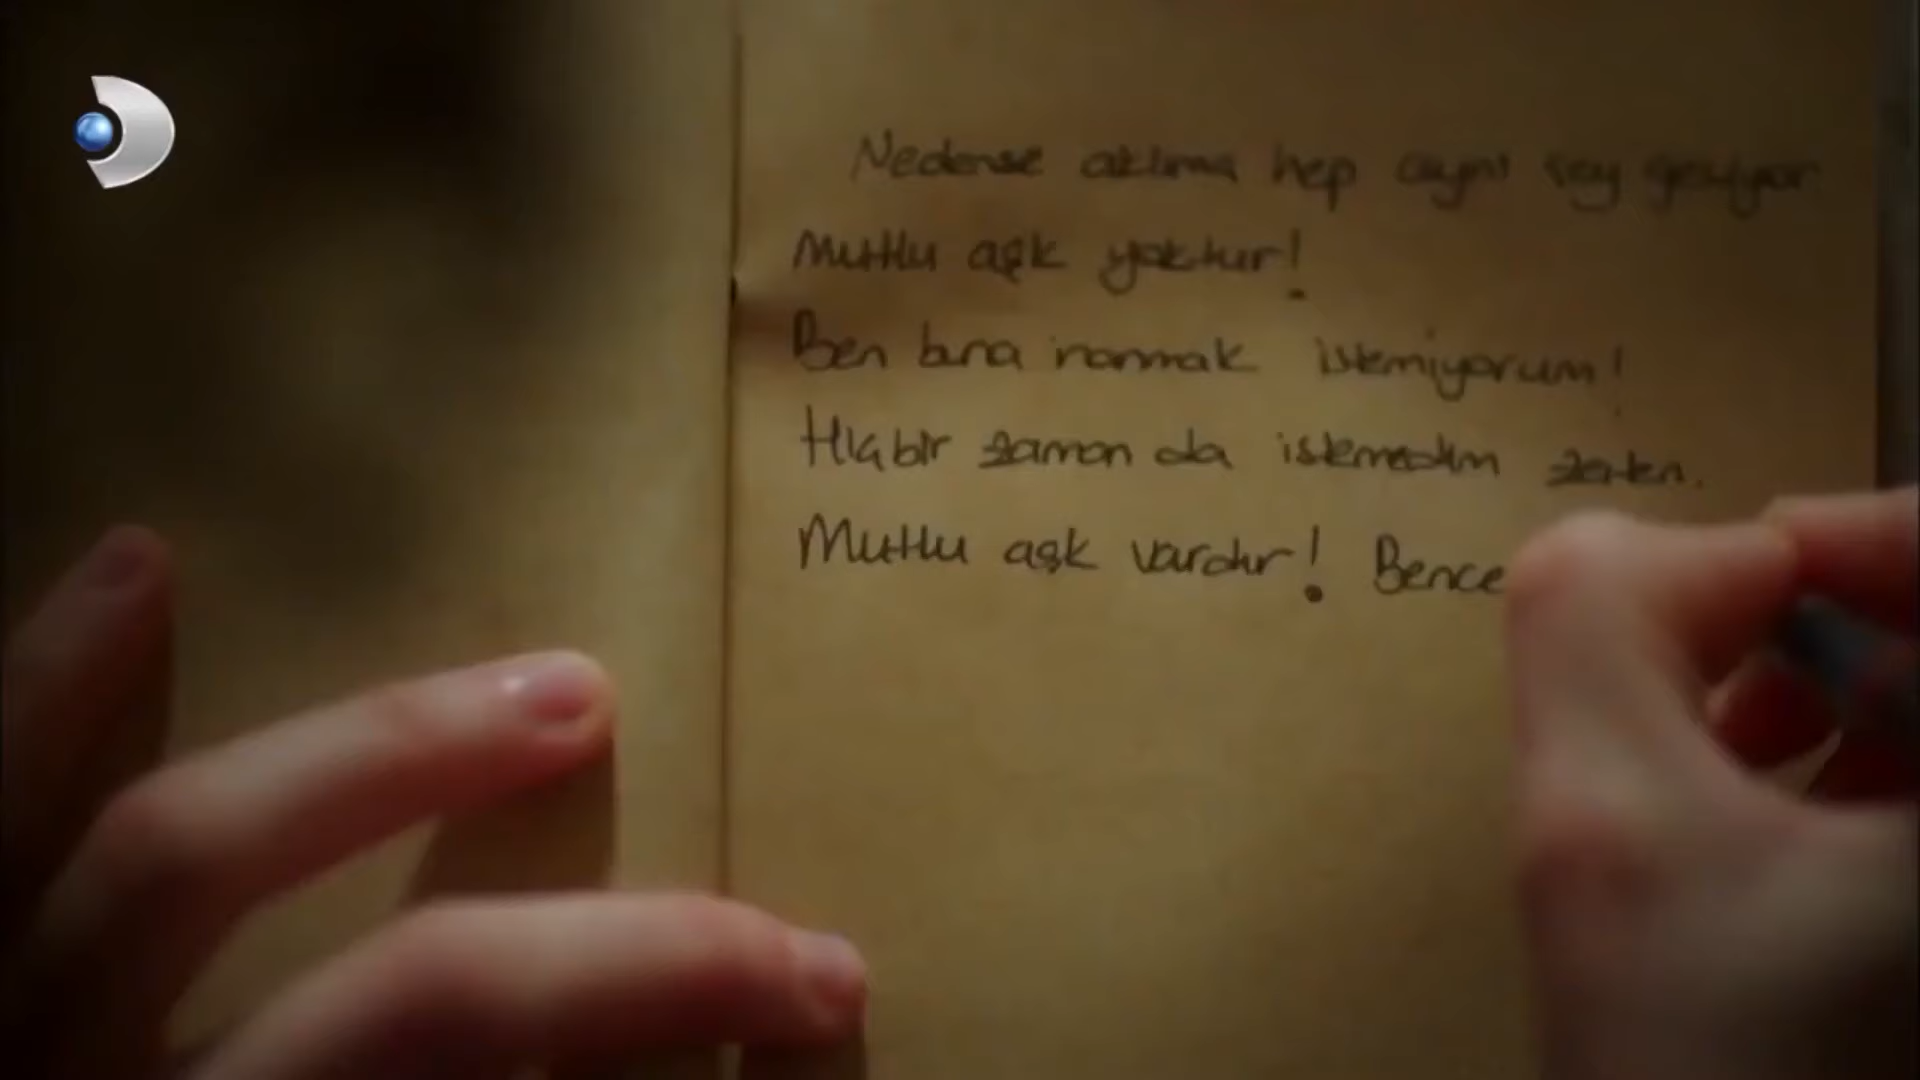 Nedense aklıma hep aynı şey geliyor
Mutlu aşk yoktur!
Ben buna inanmak istemiyorum!
Hiçbir zaman da istemedim zaten.
Mutlu aşk vardır! Bence